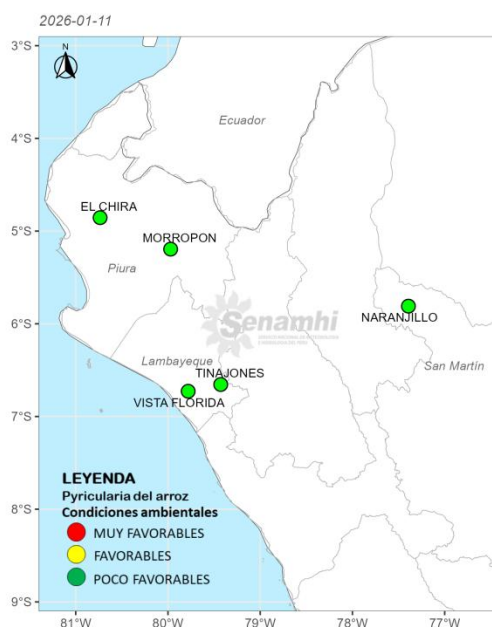 2026-01-11
3°S
N
Ecuador
4°S
EL CHIRA
5°S
MORROPON
Piura
NARANJILLO
6°S
Senamhi
Lambayeque
TINAJONES
San Martín
VISTA FLORIDA
7°S
LEYENDA
Pyricularia del arroz
Condiciones ambientales
8°S
MUY FAVORABLES
FAVORABLES
POCO FAVORABLES
9°S
81°W 80°W 79°W 78°W 77°W